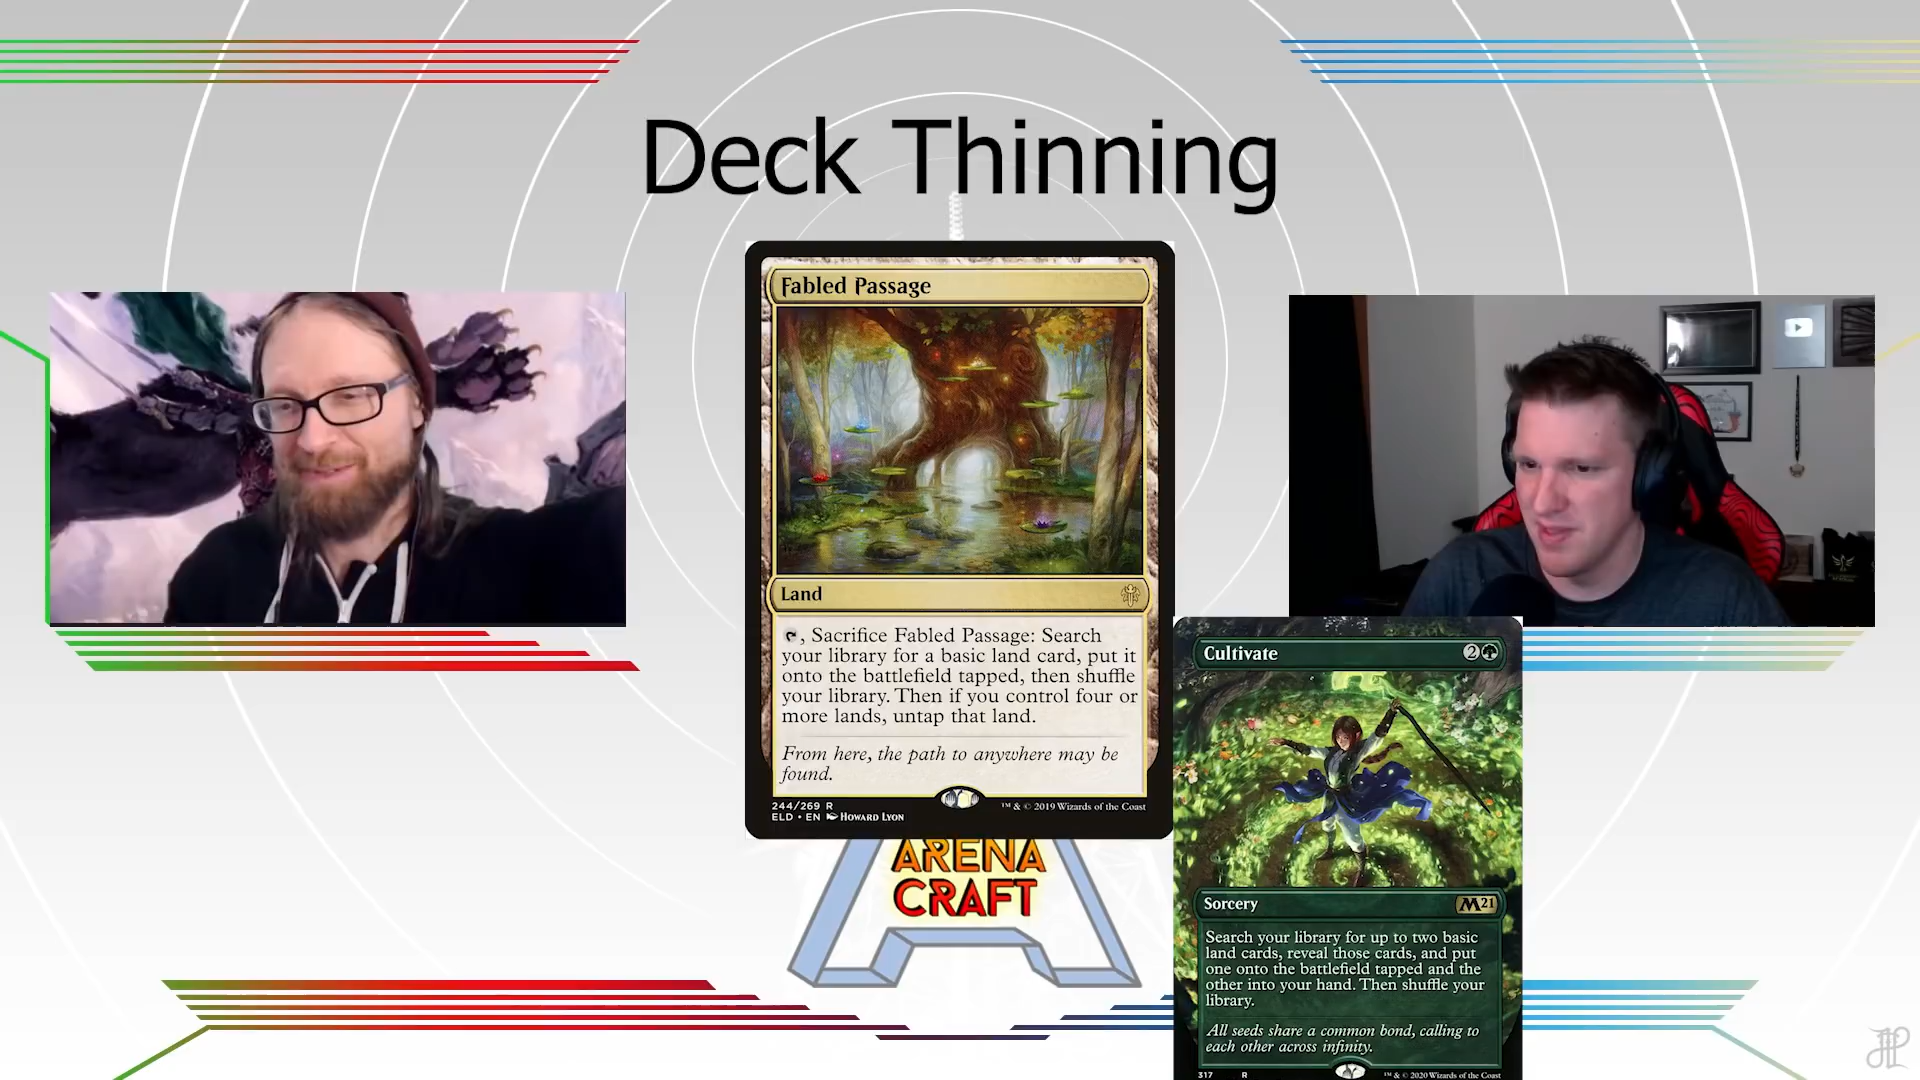 Deck Thinning
Fabled Passage
Land
, Sacrifice Fabled Passage: Search
your library for a basic land card, put it
onto the battlefield tapped, then shuffle
your library. Then if you control four or
more lands, untap that land.
From here, the path to anywhere may be
found.
244/269 R
ELD • EN HOWARD LYON
™ & © 2019 Wizards of the Coast
ARENA
CRAFT
Cultivate 2
Sorcery M21
Search your library for up to two basic
land cards, reveal those cards, and put
one onto the battlefield tapped and the
other into your hand. Then shuffle your
library.
All seeds share a common bond, calling to
each other across infinity.
317 R
™ & © 2020 Wizards of the Coast